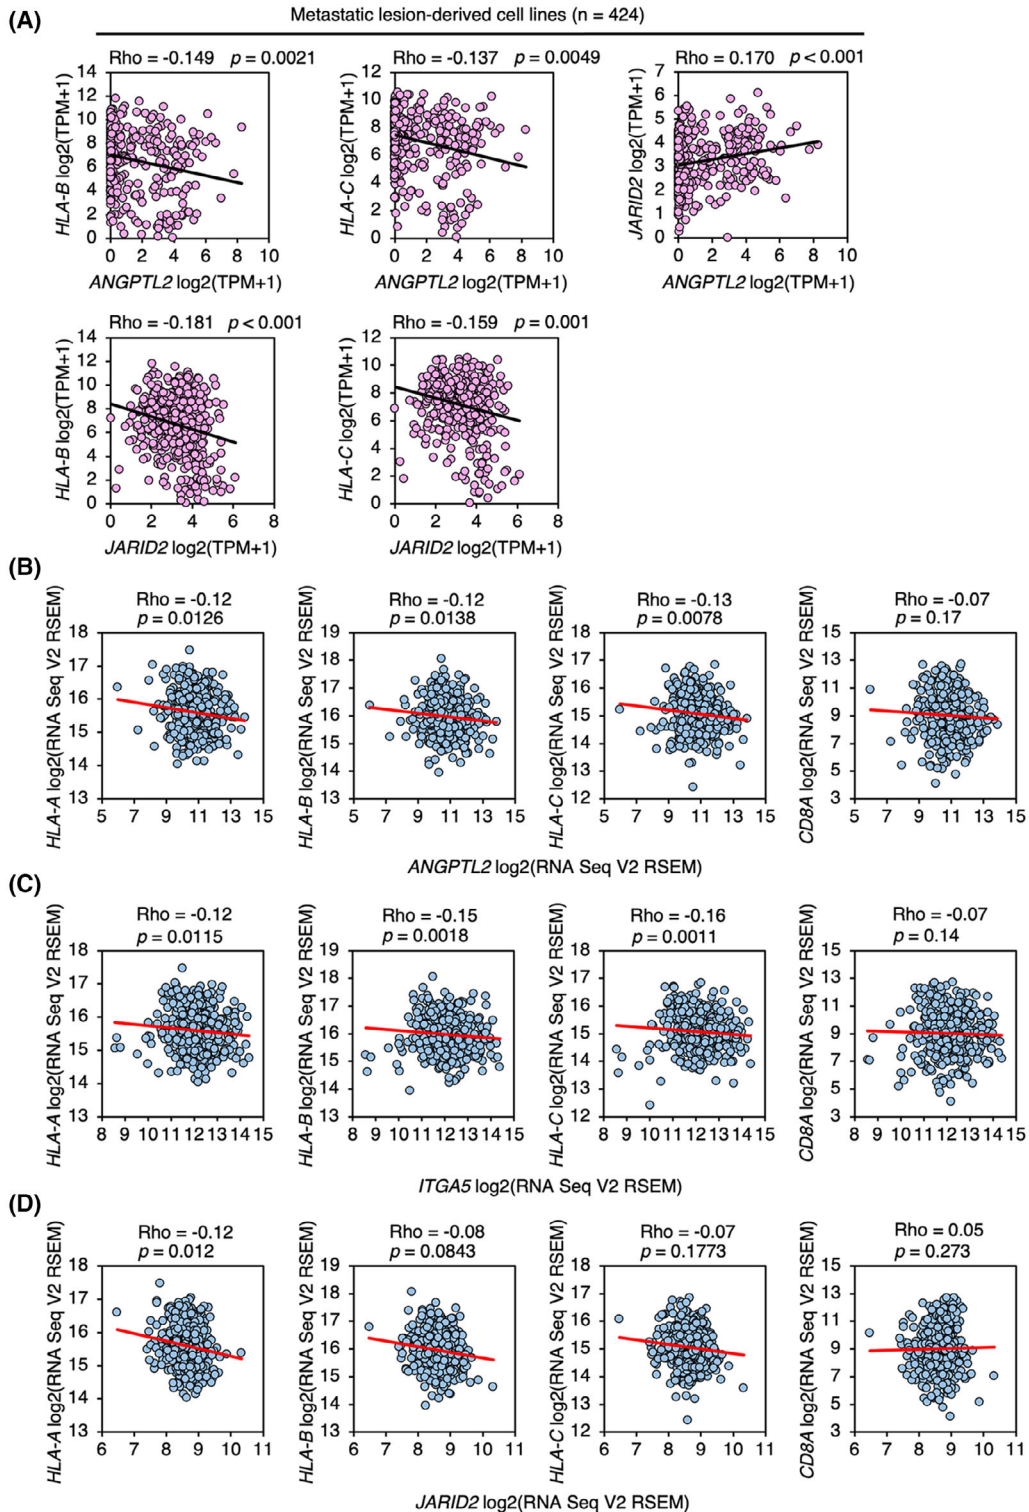 (A)
Metastatic lesion-derived cell lines (n = 424)
Rho = -0.149 p = 0.0021
Rho = -0.137 p = 0.0049
Rho = 0.170 p < 0.001
HLA-B log2(TPM+1)
14
12
10
8
6
4
2
0
0 2 4 6 8 10
ANGPTL2 log2(TPM+1)
HLA-C log2(TPM+1)
12
10
8
6
4
2
0
0 2 4 6 8 10
ANGPTL2 log2(TPM+1)
JARID2 log2(TPM+1)
7
6
5
4
3
2
1
0
0 2 4 6 8 10
ANGPTL2 log2(TPM+1)
Rho = -0.181 p < 0.001
Rho = -0.159 p = 0.001
HLA-B log2(TPM+1)
14
12
10
8
6
4
2
0
0 2 4 6 8
JARID2 log2(TPM+1)
HLA-C log2(TPM+1)
12
10
8
6
4
2
0
0 2 4 6 8
JARID2 log2(TPM+1)
(B)
Rho = -0.12
p = 0.0126
HLA-A log2(RNA Seq V2 RSEM)
18
17
16
15
14
13
5 7 9 11 13 15
Rho = -0.12
p = 0.0138
HLA-B log2(RNA Seq V2 RSEM)
19
18
17
16
15
14
13
5 7 9 11 13 15
Rho = -0.13
p = 0.0078
HLA-C log2(RNA Seq V2 RSEM)
18
17
16
15
14
13
12
5 7 9 11 13 15
Rho = -0.07
p = 0.17
CD8A log2(RNA Seq V2 RSEM)
15
13
11
9
7
5
3
5 7 9 11 13 15
ANGPTL2 log2(RNA Seq V2 RSEM)
(C)
Rho = -0.12
p = 0.0115
HLA-A log2(RNA Seq V2 RSEM)
18
17
16
15
14
13
8 9 10 11 12 13 14 15
Rho = -0.15
p = 0.0018
HLA-B log2(RNA Seq V2 RSEM)
19
18
17
16
15
14
13
8 9 10 11 12 13 14 15
Rho = -0.16
p = 0.0011
HLA-C log2(RNA Seq V2 RSEM)
18
17
16
15
14
13
12
8 9 10 11 12 13 14 15
Rho = -0.07
p = 0.14
CD8A log2(RNA Seq V2 RSEM)
15
13
11
9
7
5
3
8 9 10 11 12 13 14 15
ITGA5 log2(RNA Seq V2 RSEM)
(D)
Rho = -0.12
p = 0.012
HLA-A log2(RNA Seq V2 RSEM)
18
17
16
15
14
13
6 7 8 9 10 11
Rho = -0.08
p = 0.0843
HLA-B log2(RNA Seq V2 RSEM)
19
18
17
16
15
14
13
6 7 8 9 10 11
Rho = -0.07
p = 0.1773
HLA-C log2(RNA Seq V2 RSEM)
18
17
16
15
14
13
12
6 7 8 9 10 11
Rho = 0.05
p = 0.273
CD8A log2(RNA Seq V2 RSEM)
15
13
11
9
7
5
3
6 7 8 9 10 11
JARID2 log2(RNA Seq V2 RSEM)